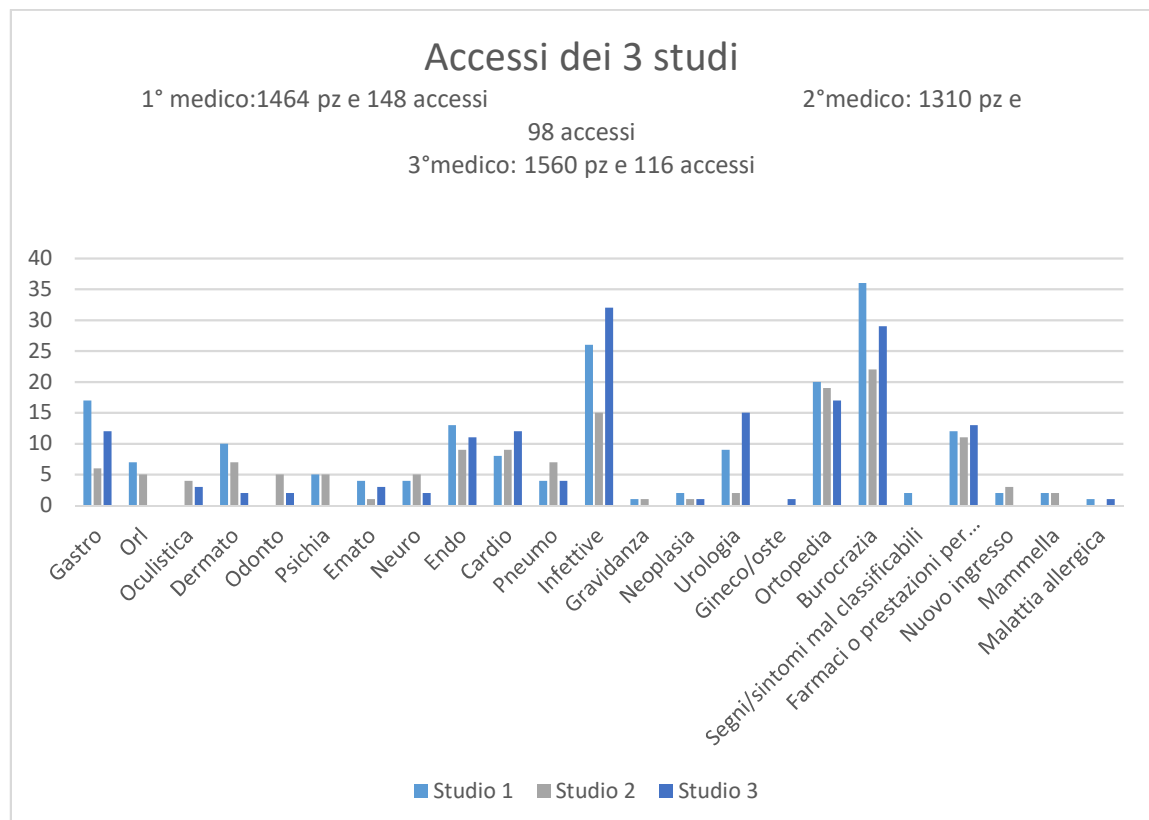 Accessi dei 3 studi
1° medico:1464 pz e 148 accessi 2°medico: 1310 pz e
98 accessi
3°medico: 1560 pz e 116 accessi
40
35
30
25
20
15
10
5
0
Gastro
Orl
Oculistica
Dermato
Odonto
Psichia
Emato
Neuro
Endo
Cardio
Pneumo
Infettive
Gravidanza
Neoplasia
Urologia
Gineco/oste
Ortopedia
Burocrazia
Segni/sintomi mal classificabili
Farmaci o prestazioni per...
Nuovo ingresso
Mammella
Malattia allergica
Studio 1 Studio 2 Studio 3